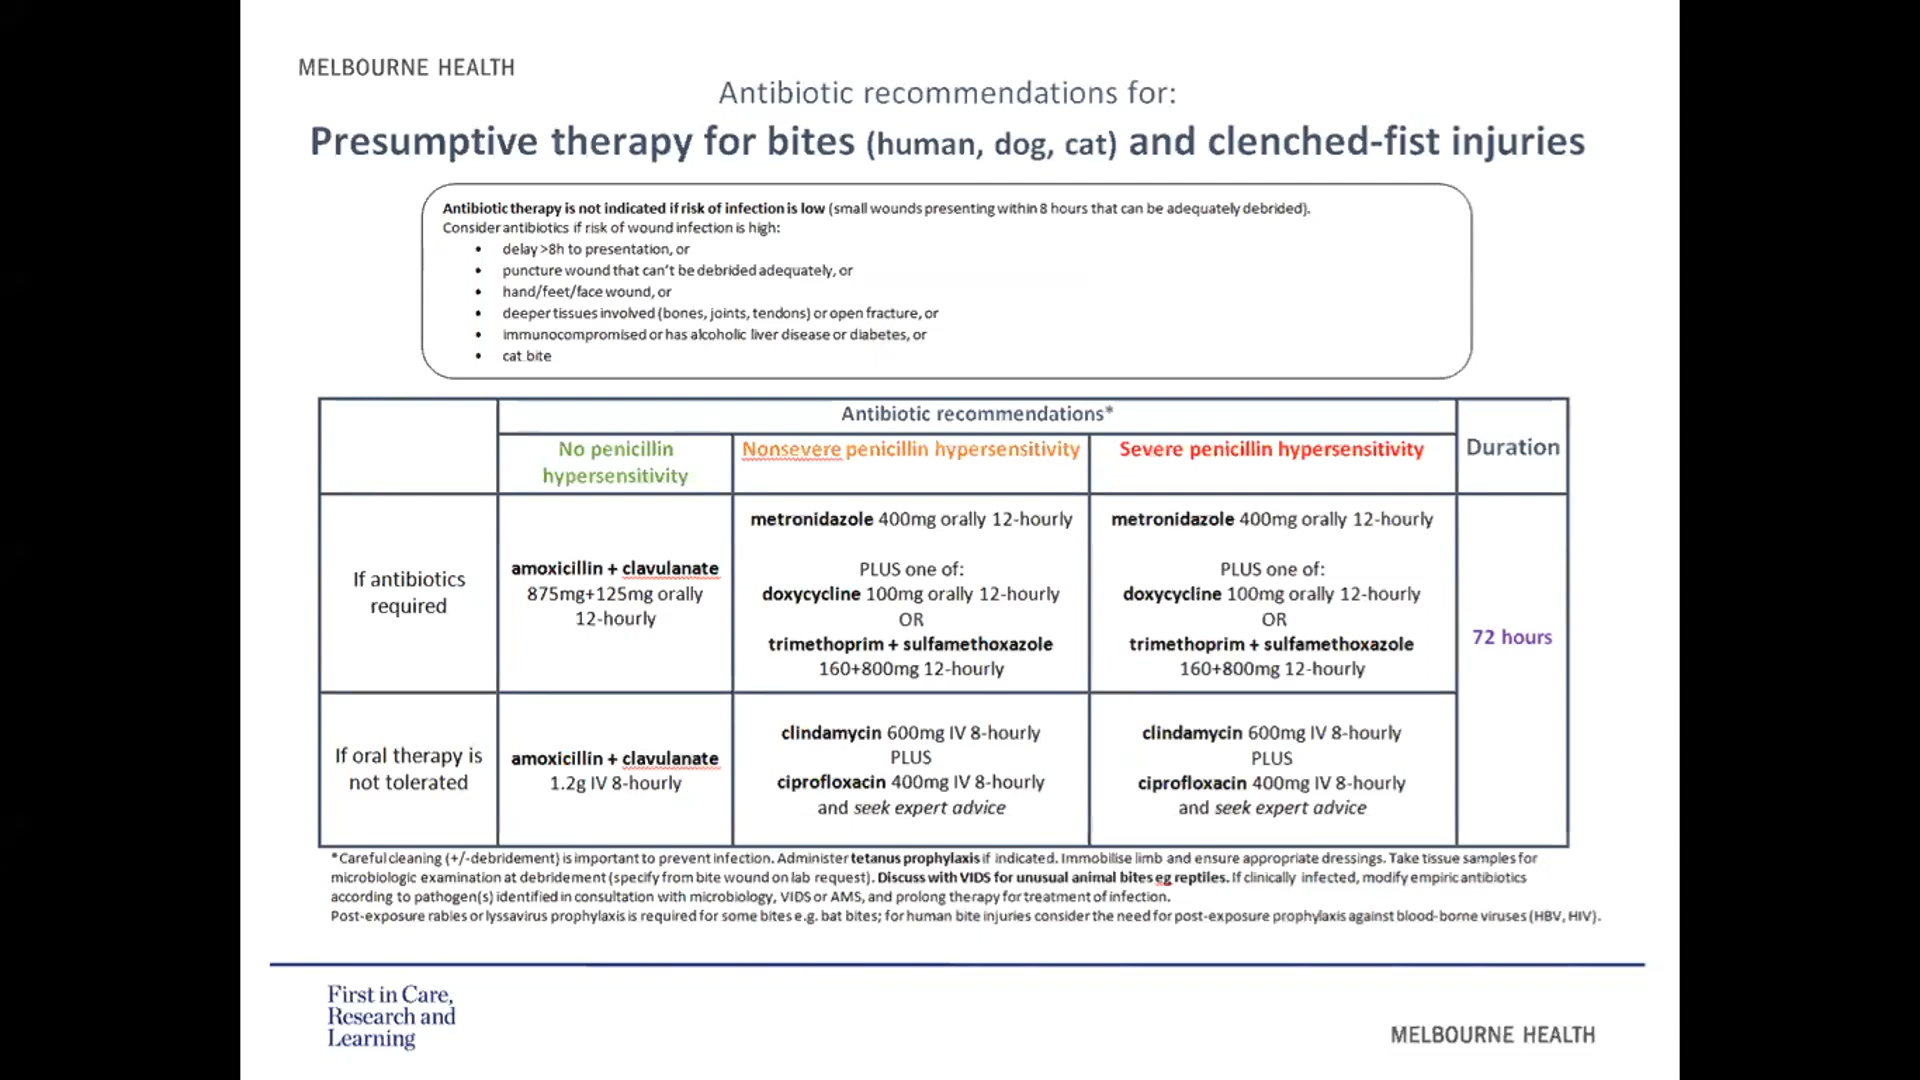 MELBOURNE HEALTH
Antibiotic recommendations for:
Presumptive therapy for bites (human, dog, cat) and clenched-fist injuries
Antibiotic therapy is not indicated if risk of infection is low (small wounds presenting within 8 hours that can be adequately debrided).
Consider antibiotics if risk of wound infection is high:
• delay >8h to presentation, or
• puncture wound that can't be debrided adequately, or
• hand/feet/face wound, or
• deeper tissues involved (bones, joints, tendons) or open fracture, or
• immunocompromised or has alcoholic liver disease or diabetes, or
• cat bite
Antibiotic recommendations*
Duration
No penicillin
hypersensitivity
Nonsevere penicillin hypersensitivity
Severe penicillin hypersensitivity
If antibiotics
required
amoxicillin + clavulanate
875mg+125mg orally
12-hourly
metronidazole 400mg orally 12-hourly
PLUS one of:
doxycycline 100mg orally 12-hourly
OR
trimethoprim + sulfamethoxazole
160+800mg 12-hourly
metronidazole 400mg orally 12-hourly
PLUS one of:
doxycycline 100mg orally 12-hourly
OR
trimethoprim + sulfamethoxazole
160+800mg 12-hourly
72 hours
If oral therapy is
not tolerated
amoxicillin + clavulanate
1.2g IV 8-hourly
clindamycin 600mg IV 8-hourly
PLUS
ciprofloxacin 400mg IV 8-hourly
and seek expert advice
clindamycin 600mg IV 8-hourly
PLUS
ciprofloxacin 400mg IV 8-hourly
and seek expert advice
*Careful cleaning (+/-debridement) is important to prevent infection. Administer tetanus prophylaxis if indicated. Immobilise limb and ensure appropriate dressings. Take tissue samples for
microbiologic examination at debridement (specify from bite wound on lab request). Discuss with VIDS for unusual animal bites eg reptiles. If clinically infected, modify empiric antibiotics
according to pathogen(s) identified in consultation with microbiology, VIDS or AMS, and prolong therapy for treatment of infection.
Post-exposure rables or lyssavirus prophylaxis is required for some bites e.g. bat bites; for human bite injuries consider the need for post-exposure prophylaxis against blood-borne viruses (HBV, HIV).
First in Care,
Research and
Learning
MELBOURNE HEALTH